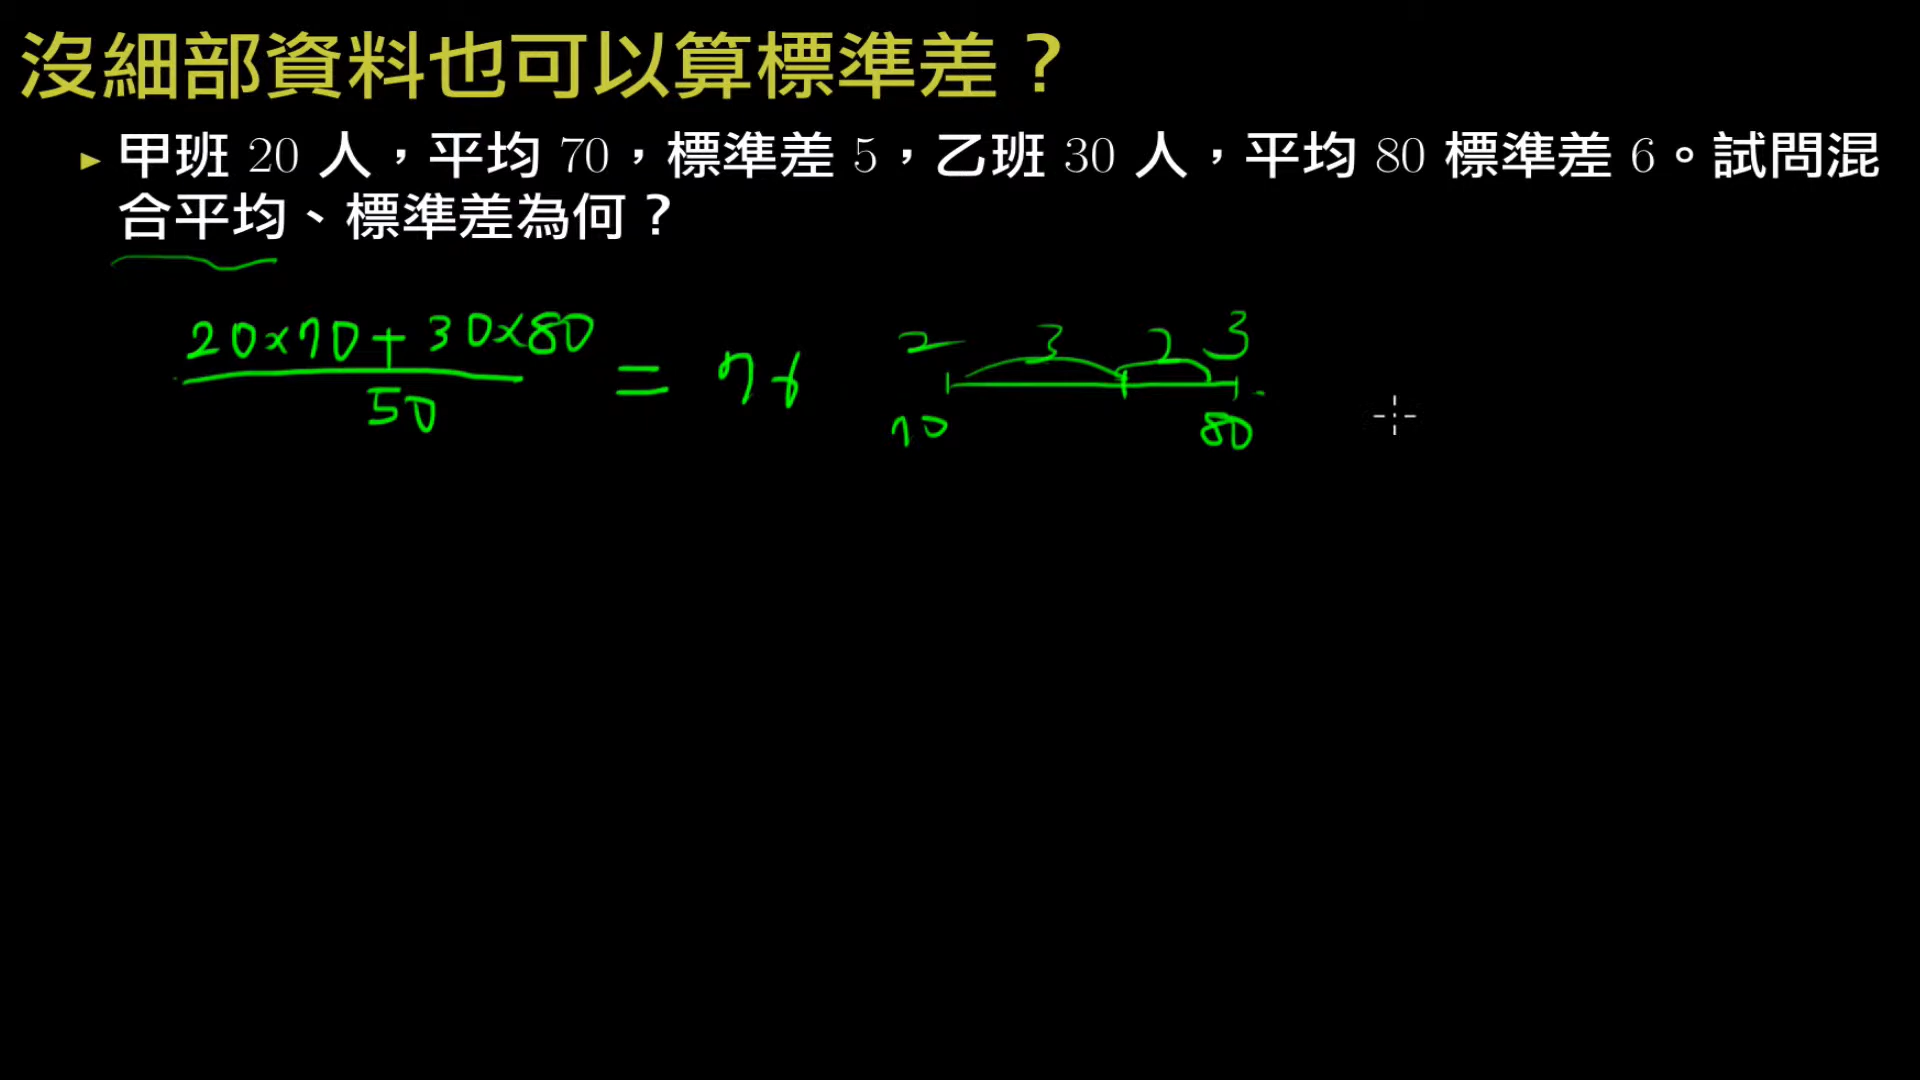 沒細部資料也可以算標準差？
甲班 20 人，平均 70，標準差 5，乙班 30 人，平均 80 標準差 6。試問混
合平均、標準差為何？
20×70+30×80
50
= 76
2 3 2 3
70 80